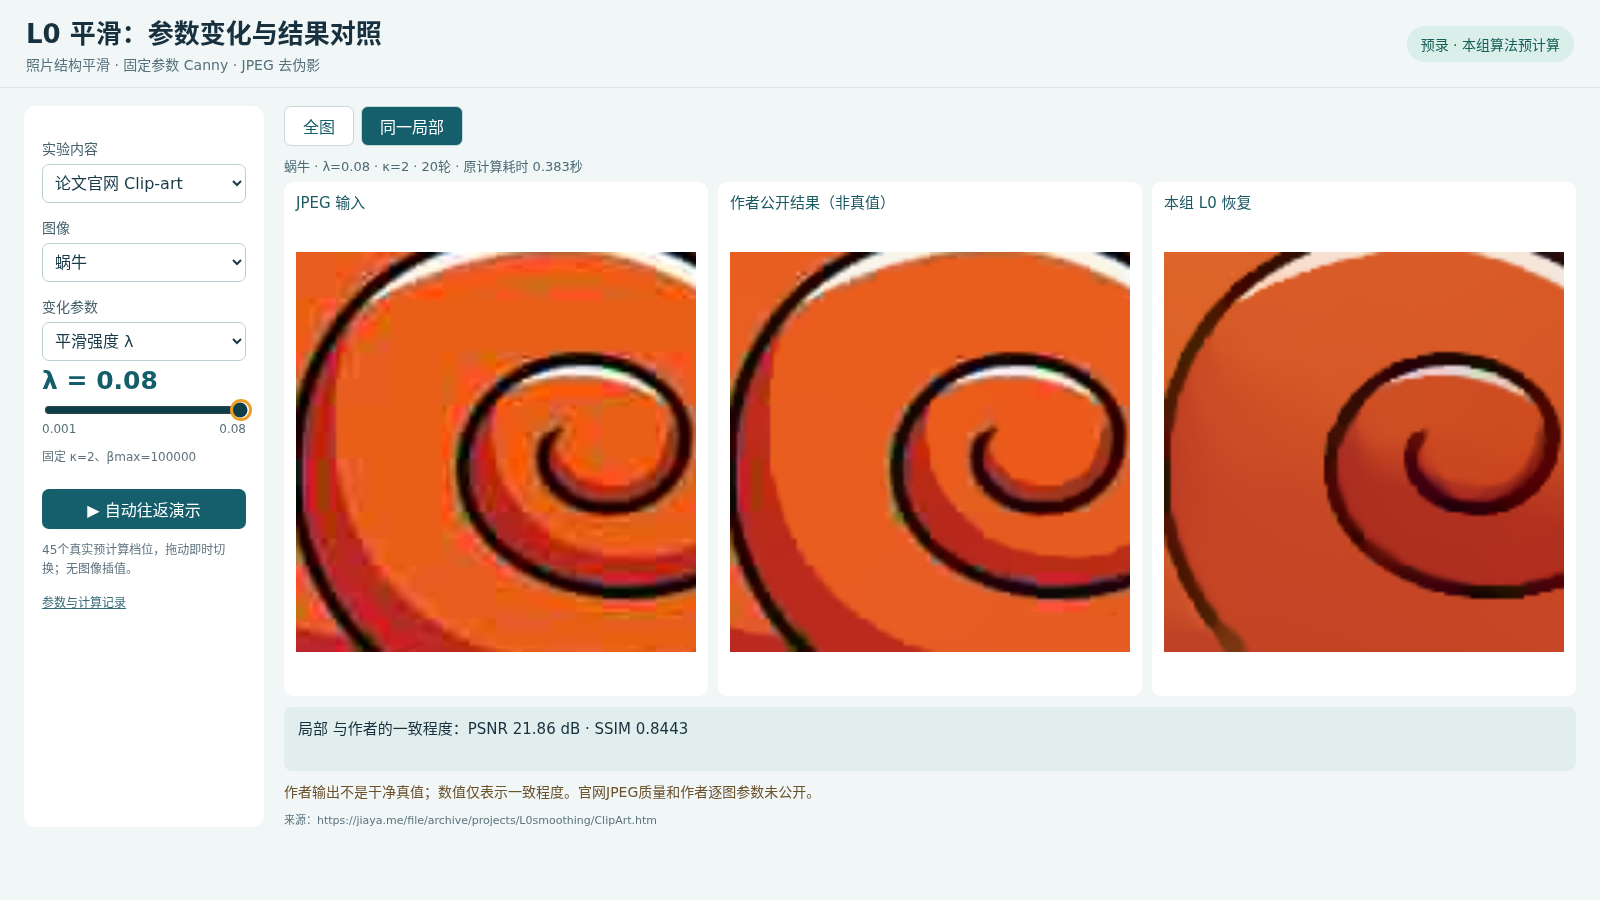 L0 平滑：参数变化与结果对照
照片结构平滑 · 固定参数 Canny · JPEG 去伪影
预录 · 本组算法预计算
实验内容
论文官网 Clip-art
图像
蜗牛
变化参数
平滑强度 λ
λ = 0.08
0.001
0.08
固定 κ=2、βmax=100000
▶ 自动往返演示
45个真实预计算档位，拖动即时切
换；无图像插值。
参数与计算记录
全图
同一局部
蜗牛 · λ=0.08 · κ=2 · 20轮 · 原计算耗时 0.383秒
JPEG 输入
作者公开结果（非真值）
本组 L0 恢复
局部 与作者的一致程度：PSNR 21.86 dB · SSIM 0.8443
作者输出不是干净真值；数值仅表示一致程度。官网JPEG质量和作者逐图参数未公开。
来源：https://jiaya.me/file/archive/projects/L0smoothing/ClipArt.htm